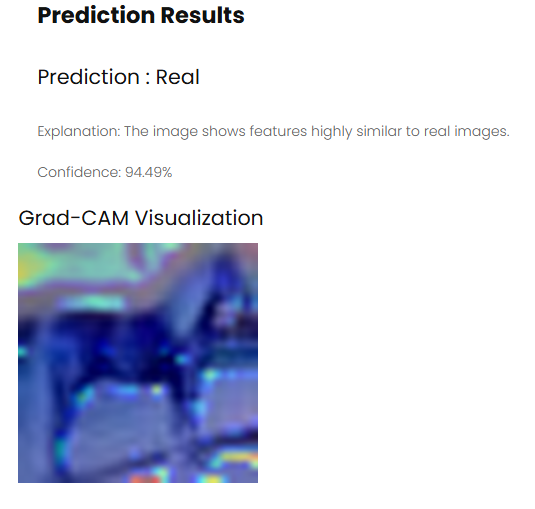 Prediction Results
Prediction : Real
Explanation: The image shows features highly similar to real images.
Confidence: 94.49%
Grad-CAM Visualization